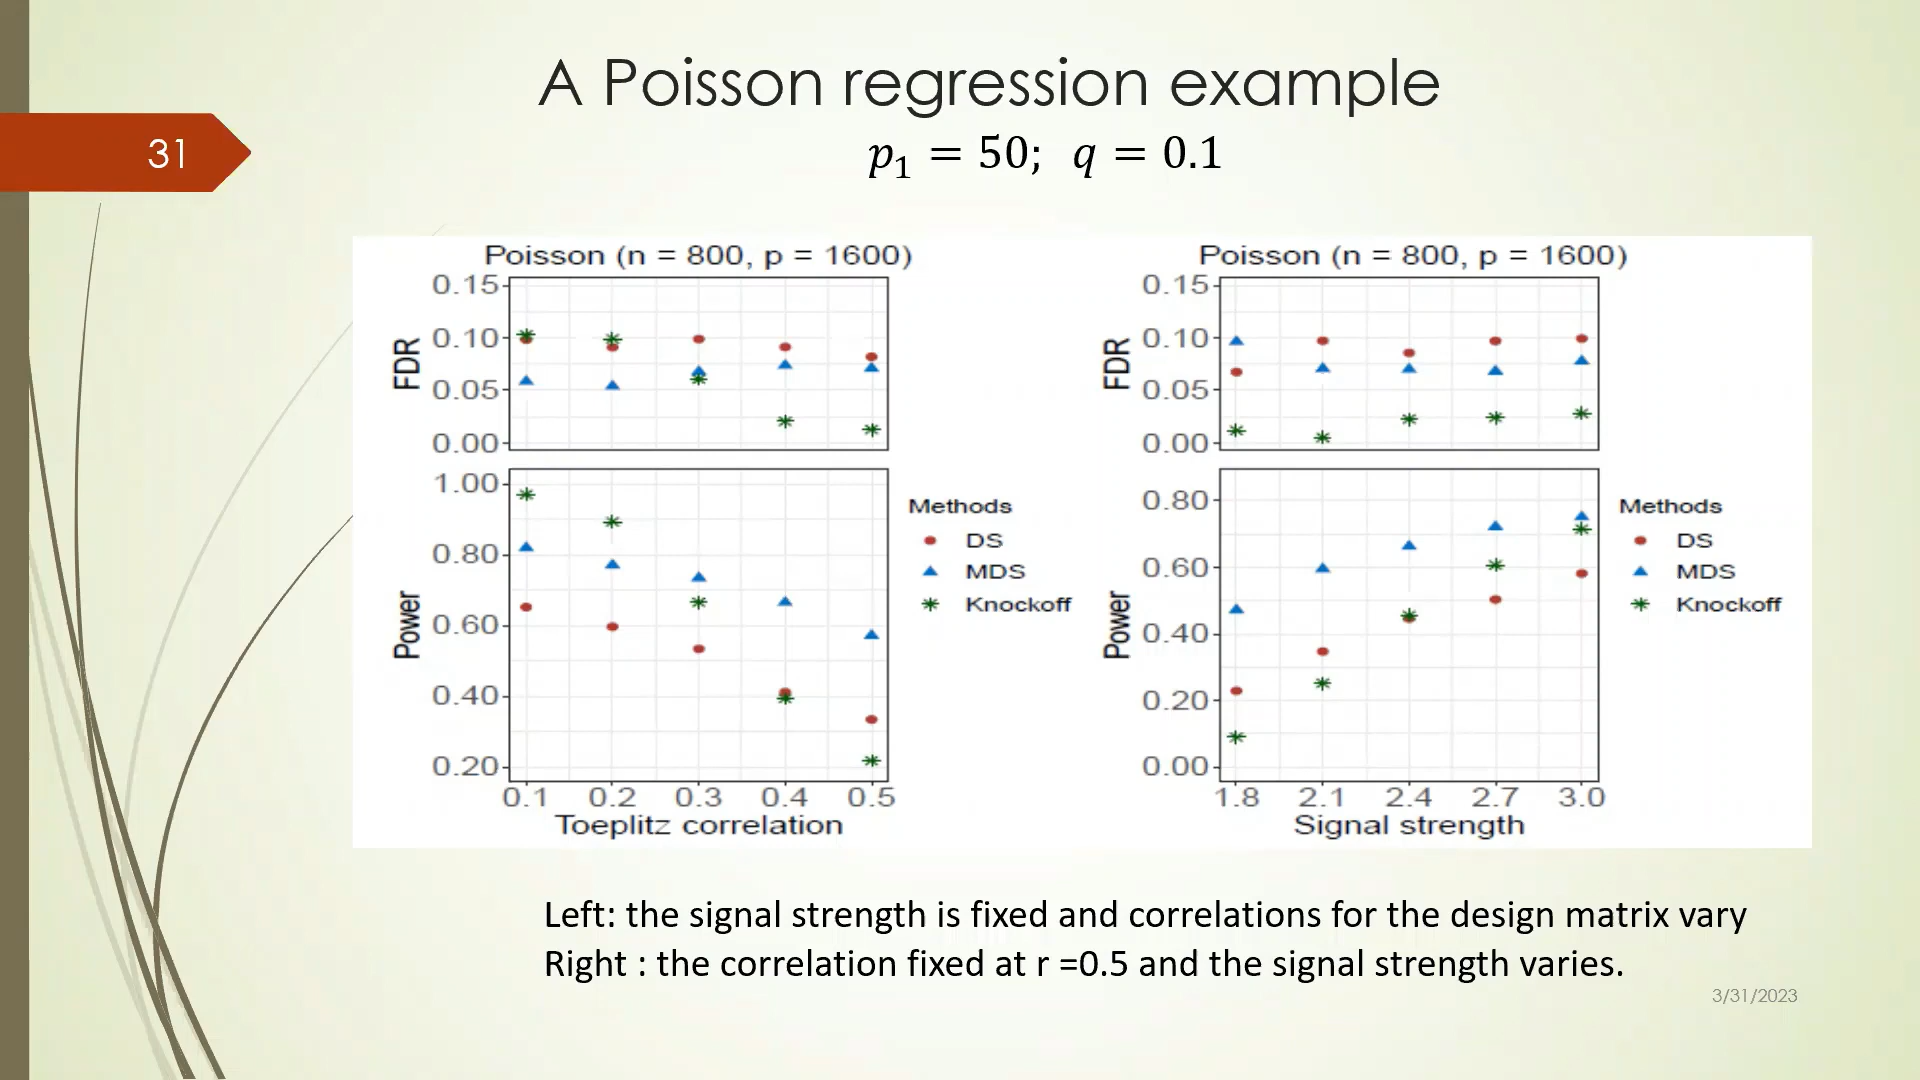 A Poisson regression example
p₁ = 50; q = 0.1
31
Poisson (n = 800, p = 1600)
0.15
0.10
0.05
0.00
FDR
1.00
0.80
0.60
0.40
0.20
Power
0.1 0.2 0.3 0.4 0.5
Toeplitz correlation
Methods
DS
MDS
Knockoff
Poisson (n = 800, p = 1600)
0.15
0.10
0.05
0.00
FDR
0.80
0.60
0.40
0.20
0.00
Power
1.8 2.1 2.4 2.7 3.0
Signal strength
Methods
DS
MDS
Knockoff
Left: the signal strength is fixed and correlations for the design matrix vary
Right : the correlation fixed at r =0.5 and the signal strength varies.
3/31/2023